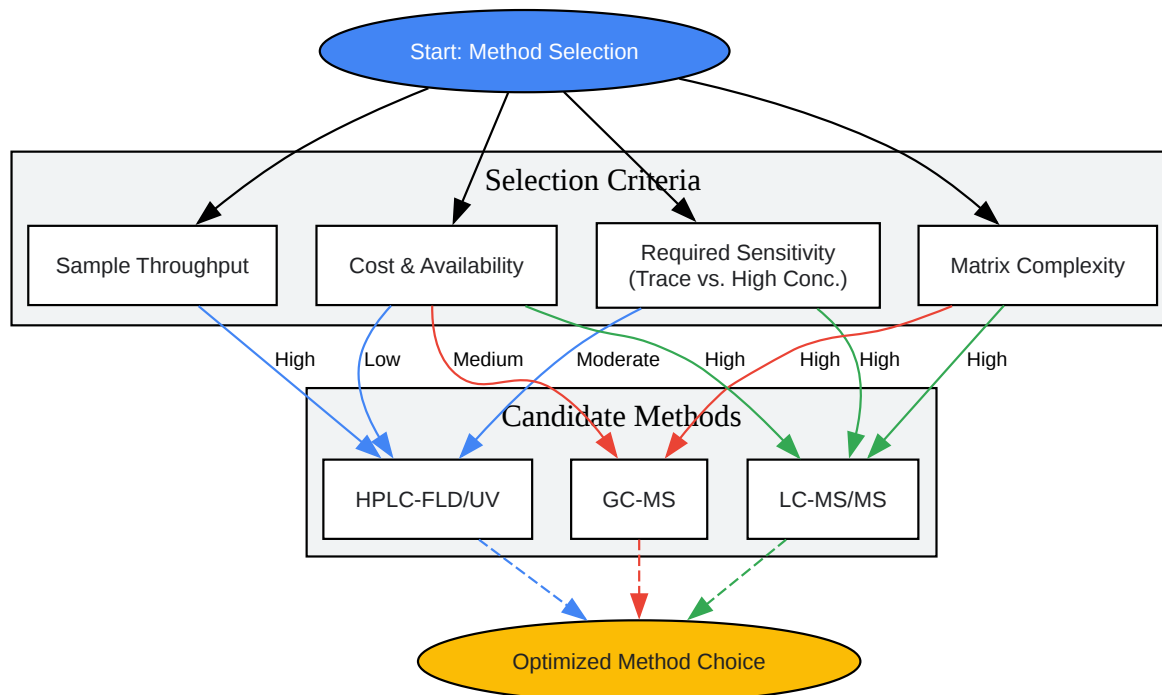 Start: Method Selection
Selection Criteria
Sample Throughput
Cost & Availability
Required Sensitivity
(Trace vs. High Conc.)
Matrix Complexity
High
Low
Medium
Moderate
High
High
High
High
Candidate Methods
HPLC-FLD/UV
GC-MS
LC-MS/MS
Optimized Method Choice